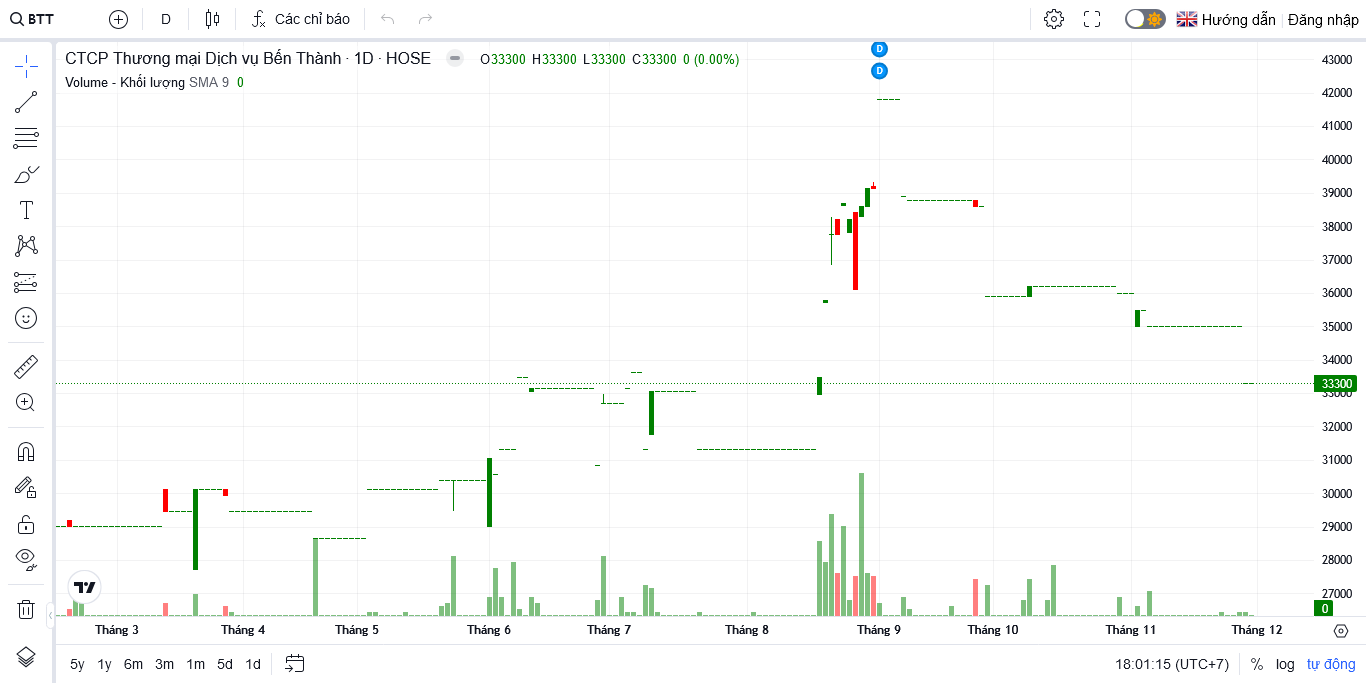 BTT D Các chỉ báo Hướng dẫn Đăng nhập
CTCP Thương mại Dịch vụ Bến Thành · 1D · HOSE O33300 H33300 L33300 C33300 0 (0.00%)
Volume - Khối lượng SMA 9 0
D
D
43000
42000
41000
40000
39000
38000
37000
36000
35000
34000
33300
33000
32000
31000
30000
29000
28000
27000
0
Tháng 3 Tháng 4 Tháng 5 Tháng 6 Tháng 7 Tháng 8 Tháng 9 Tháng 10 Tháng 11 Tháng 12
5y 1y 6m 3m 1m 5d 1d 18:01:15 (UTC+7) % log tự động